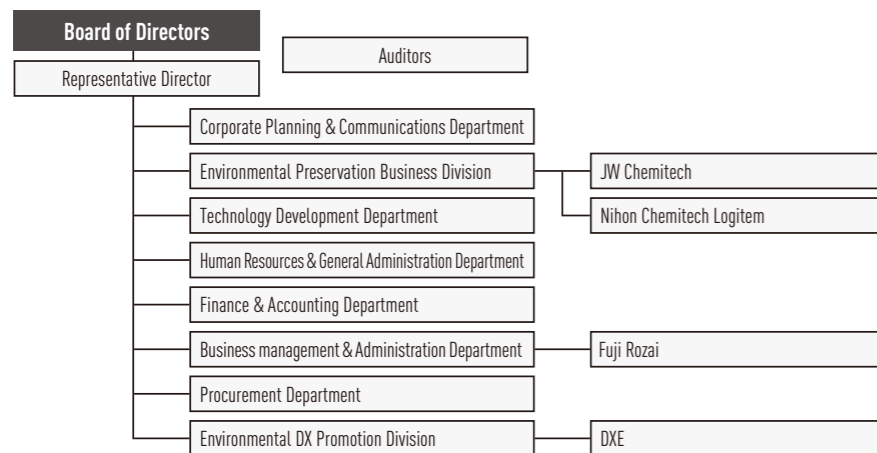 Board of Directors
Auditors
Representative Director
Corporate Planning & Communications Department
Environmental Preservation Business Division
JW Chemitech
Technology Development Department
Nihon Chemitech Logitem
Human Resources & General Administration Department
Finance & Accounting Department
Business management & Administration Department
Fuji Rozai
Procurement Department
Environmental DX Promotion Division
DXE